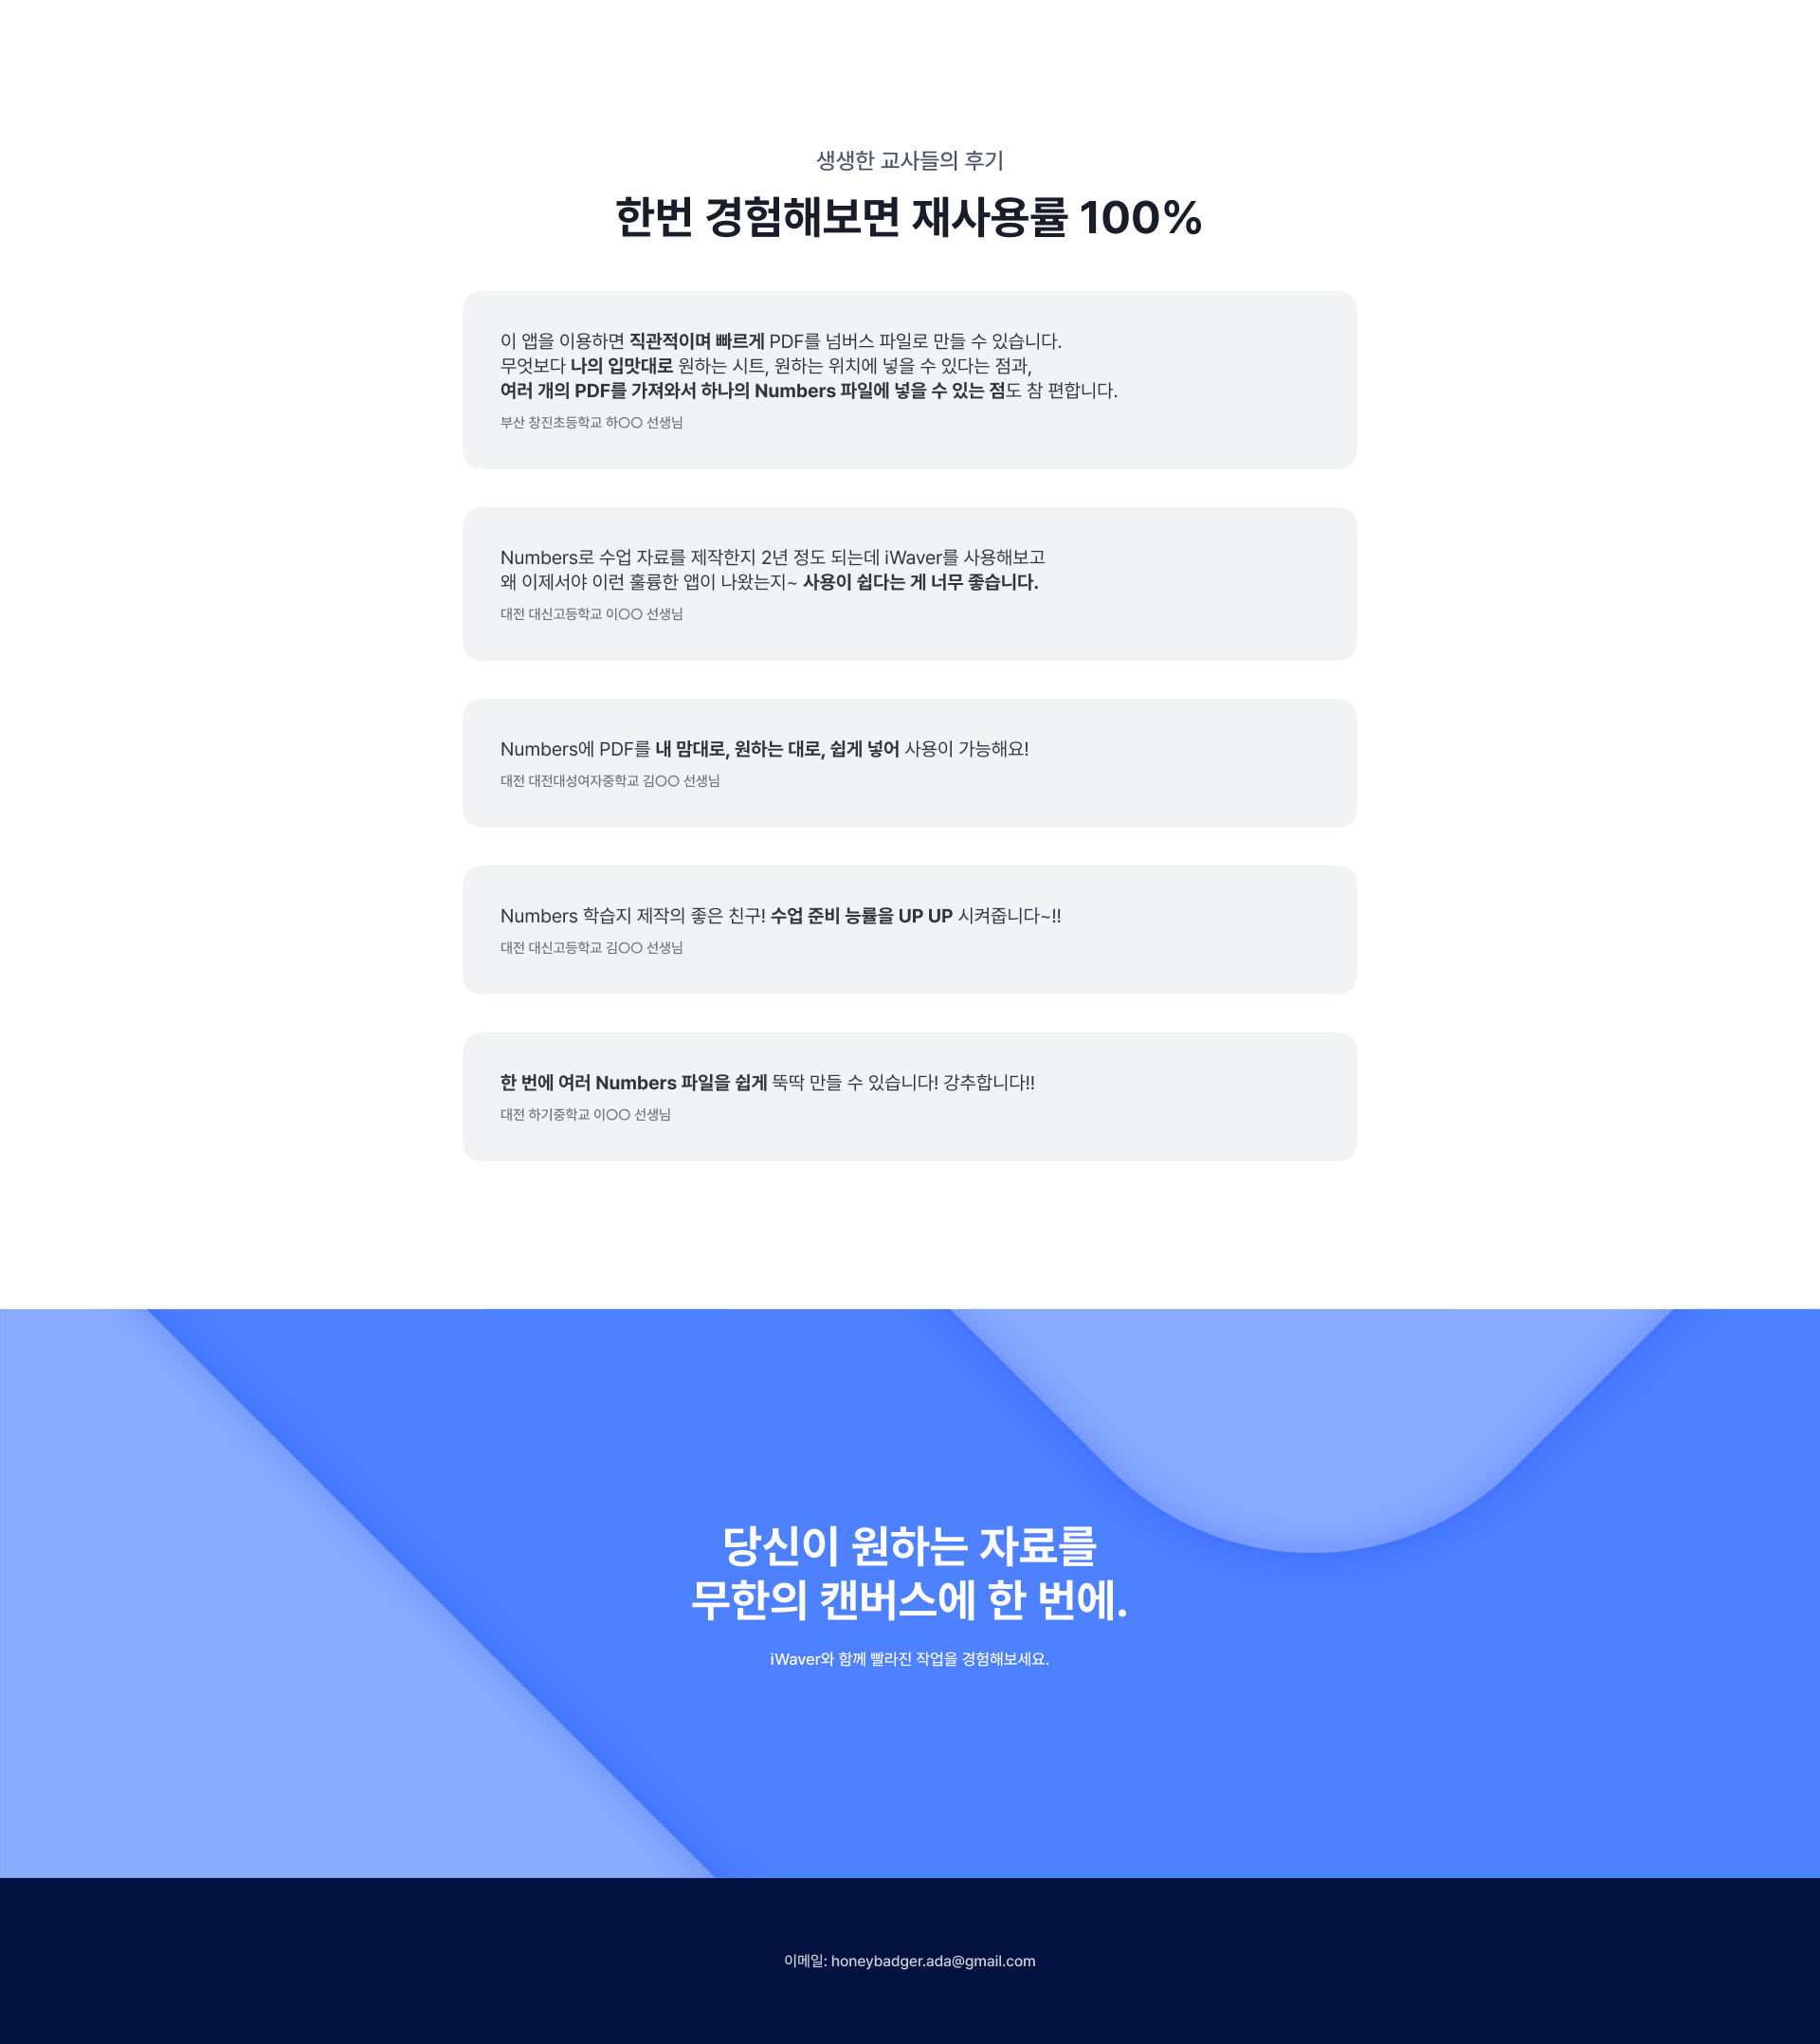 생생한 교사들의 후기
한번 경험해보면 재사용률 100%
이 앱을 이용하면 직관적이며 빠르게 PDF를 넘버스 파일로 만들 수 있습니다.
무엇보다 나의 입맛대로 원하는 시트, 원하는 위치에 넣을 수 있다는 점과,
여러 개의 PDF를 가져와서 하나의 Numbers 파일에 넣을 수 있는 점도 참 편합니다.
부산 창진초등학교 하○○ 선생님
Numbers로 수업 자료를 제작한지 2년 정도 되는데 iWaver를 사용해보고
왜 이제서야 이런 훌륭한 앱이 나왔는지~ 사용이 쉽다는 게 너무 좋습니다.
대전 대신고등학교 이○○ 선생님
Numbers에 PDF를 내 맘대로, 원하는 대로, 쉽게 넣어 사용이 가능해요!
대전 대전대성여자중학교 김○○ 선생님
Numbers 학습지 제작의 좋은 친구! 수업 준비 능률을 UP UP 시켜줍니다~!!
대전 대신고등학교 김○○ 선생님
한 번에 여러 Numbers 파일을 쉽게 뚝딱 만들 수 있습니다! 강추합니다!!
대전 하기중학교 이○○ 선생님
당신이 원하는 자료를
무한의 캔버스에 한 번에.
iWaver와 함께 빨라진 작업을 경험해보세요.
이메일: honeybadger.ada@gmail.com